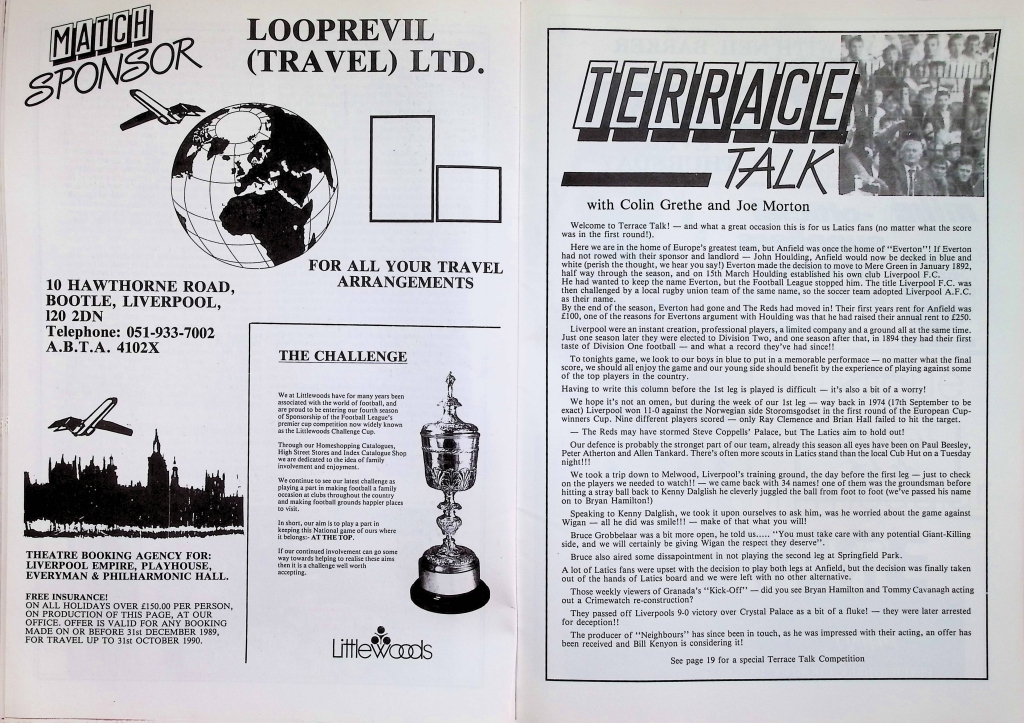 MATCH
SPONSOR
LOOPREVIL
(TRAVEL) LTD.
FOR ALL YOUR TRAVEL
ARRANGEMENTS
10 HAWTHORNE ROAD,
BOOTLE, LIVERPOOL,
l20 2DN
Telephone: 051-933-7002
A.B.T.A. 4102X
THEATRE BOOKING AGENCY FOR:
LIVERPOOL EMPIRE, PLAYHOUSE,
EVERYMAN & PHILHARMONIC HALL.
FREE INSURANCE!
ON ALL HOLIDAYS OVER £150.00 PER PERSON,
ON PRODUCTION OF THIS PAGE, AT OUR
OFFICE. OFFER IS VALID FOR ANY BOOKING
MADE ON OR BEFORE 31st DECEMBER 1989,
FOR TRAVEL UP TO 31st OCTOBER 1990.
THE CHALLENGE
We at Littlewoods have for many years been
associated with the world of football, and
are proud to be entering our fourth season
of Sponsorship of the Football League's
premier cup competition now widely known
as the Littlewoods Challenge Cup.
Through our Homeshopping Catalogues,
High Street Stores and Index Catalogue Shop
we are dedicated to the idea of family
involvement and enjoyment.
We continue to see our latest challenge as
playing a part in making football a family
occasion at clubs throughout the country
and making football grounds happier places
to visit.
In short, our aim is to play a part in
keeping this National game of ours where
it belongs:- AT THE TOP.
If our continued involvement can go some
way towards helping to realise these aims
then it is a challenge well worth
accepting.
Littlewoods
TERRACE
TALK
with Colin Grethe and Joe Morton
Welcome to Terrace Talk! — and what a great occasion this is for us Latics fans (no matter what the score
was in the first round!).
Here we are in the home of Europe's greatest team, but Anfield was once the home of "Everton"! If Everton
had not rowed with their sponsor and landlord — John Houlding, Anfield would now be decked in blue and
white (perish the thought, we hear you say!) Everton made the decision to move to Mere Green in January 1892,
half way through the season, and on 15th March Houlding established his own club Liverpool F.C.
He had wanted to keep the name Everton, but the Football League stopped him. The title Liverpool F.C. was
then challenged by a local rugby union team of the same name, so the soccer team adopted Liverpool A.F.C.
as their name.
By the end of the season, Everton had gone and The Reds had moved in! Their first years rent for Anfield was
£100, one of the reasons for Evertons argument with Houlding was that he had raised their annual rent to £250.
Liverpool were an instant creation, professional players, a limited company and a ground all at the same time.
Just one season later they were elected to Division Two, and one season after that, in 1894 they had their first
taste of Division One football — and what a record they've had since!!
To tonights game, we look to our boys in blue to put in a memorable performace — no matter what the final
score, we should all enjoy the game and our young side should benefit by the experience of playing against some
of the top players in the country.
Having to write this column before the 1st leg is played is difficult — it's also a bit of a worry!
We hope it's not an omen, but during the week of our 1st leg — way back in 1974 (17th September to be
exact) Liverpool won 11-0 against the Norwegian side Storomsgodset in the first round of the European Cup-
winners Cup. Nine different players scored — only Ray Clemence and Brian Hall failed to hit the target.
— The Reds may have stormed Steve Coppells' Palace, but The Latics aim to hold out!
Our defence is probably the stronget part of our team, already this season all eyes have been on Paul Beesley,
Peter Atherton and Allen Tankard. There's often more scouts in Latics stand than the local Cub Hut on a Tuesday
night!!!
We took a trip down to Melwood, Liverpool's training ground, the day before the first leg — just to check
on the players we needed to watch!! — we came back with 34 names! one of them was the groundsman before
hitting a stray ball back to Kenny Dalglish he cleverly juggled the ball from foot to foot (we've passed his name
on to Bryan Hamilton!)
Speaking to Kenny Dalglish, we took it upon ourselves to ask him, was he worried about the game against
Wigan — all he did was smile!!! — make of that what you will!
Bruce Grobbelaar was a bit more open, he told us..... "You must take care with any potential Giant-Killing
side, and we will certainly be giving Wigan the respect they deserve".
Bruce also aired some dissapointment in not playing the second leg at Springfield Park.
A lot of Latics fans were upset with the decision to play both legs at Anfield, but the decision was finally taken
out of the hands of Latics board and we were left with no other alternative.
Those weekly viewers of Granada's "Kick-Off" — did you see Bryan Hamilton and Tommy Cavanagh acting
out a Crimewatch re-construction?
They passed off Liverpools 9-0 victory over Crystal Palace as a bit of a fluke! — they were later arrested
for deception!!
The producer of "Neighbours" has since been in touch, as he was impressed with their acting, an offer has
been received and Bill Kenyon is considering it!
See page 19 for a special Terrace Talk Competition